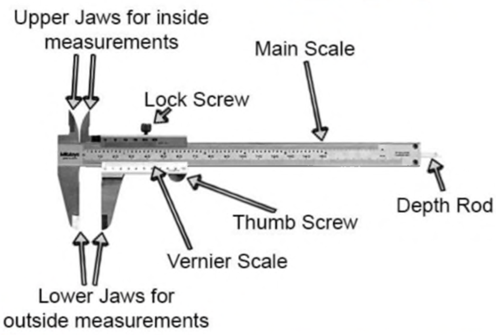 Upper Jaws for inside
measurements
Main Scale
Lock Screw
Depth Rod
Thumb Screw
Vernier Scale
Lower Jaws for
outside measurements